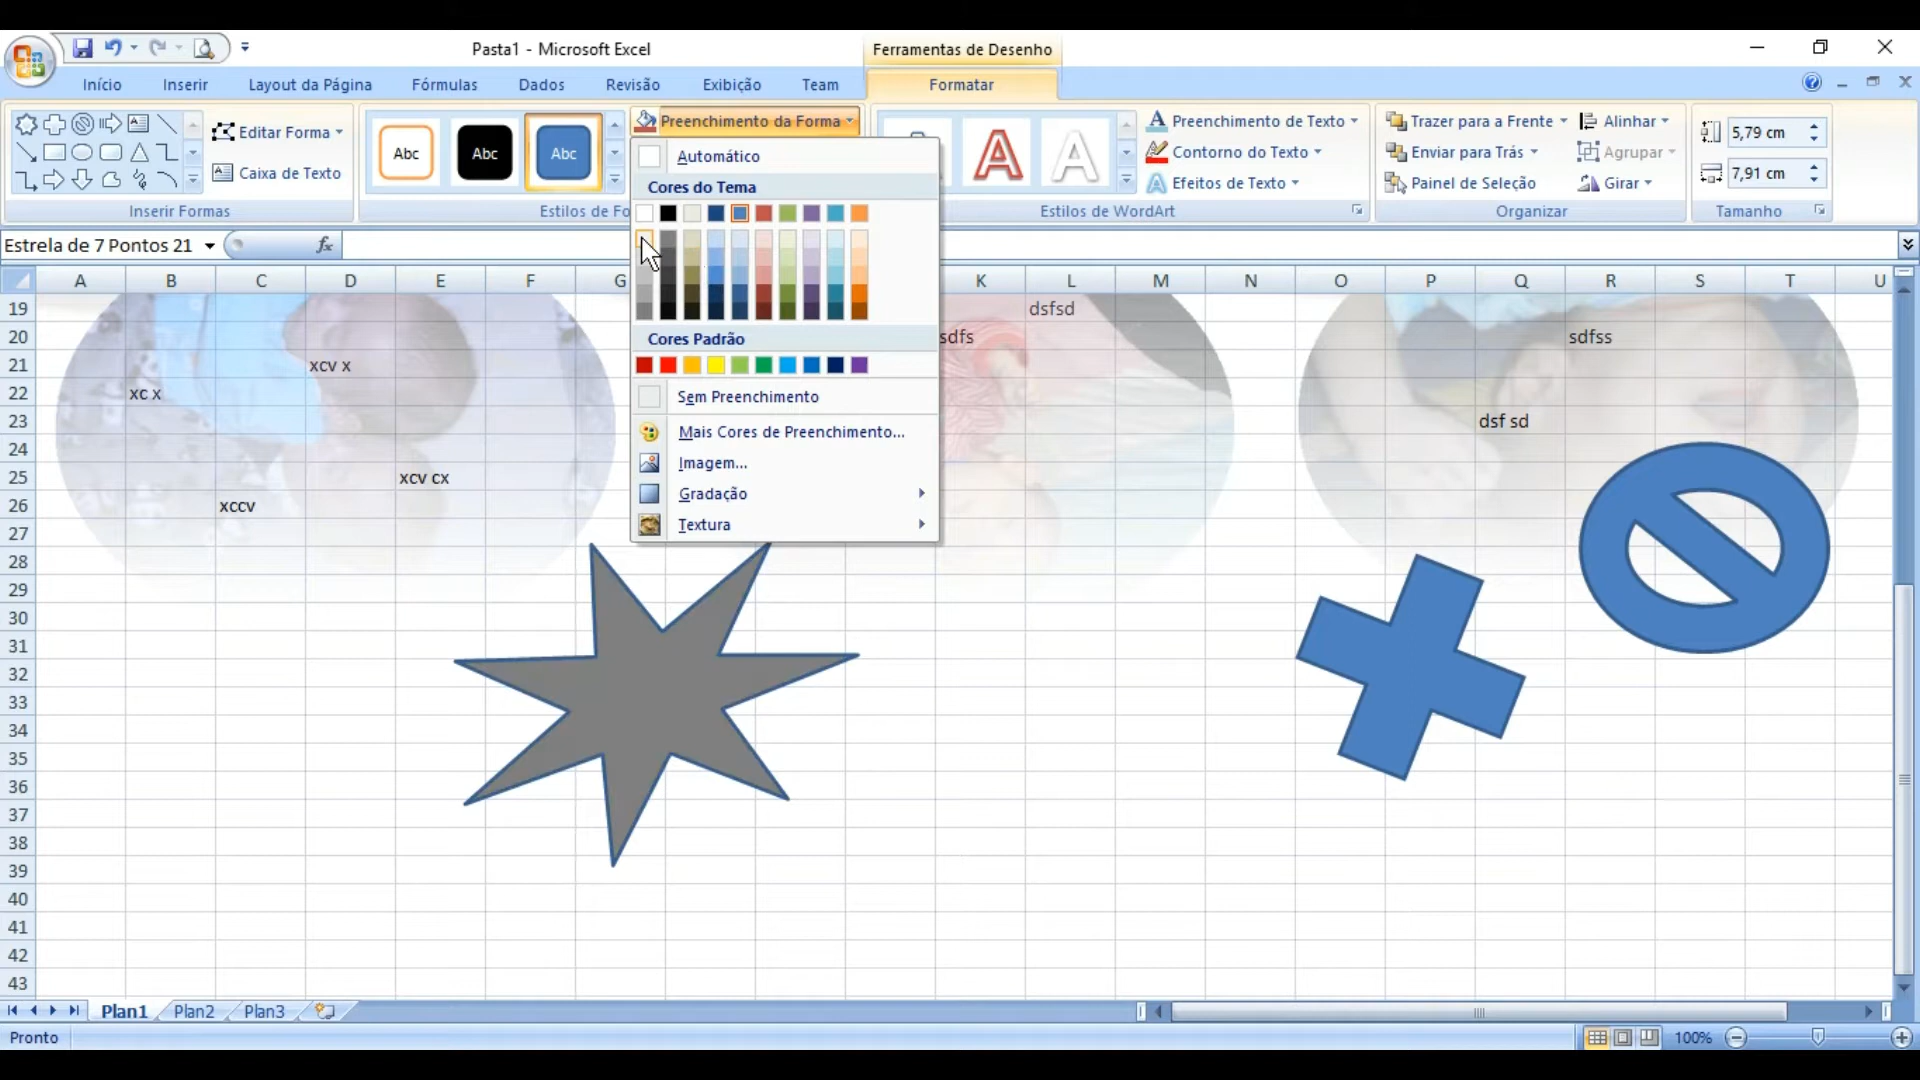 Pasta1 - Microsoft Excel
Ferramentas de Desenho
Início Inserir Layout da Página Fórmulas Dados Revisão Exibição Team Formatar
Editar Forma
Caixa de Texto
Inserir Formas
Abc Abc Abc
Estilos de Fo
Preenchimento da Forma
A A
Estilos de WordArt
Preenchimento de Texto
Contorno do Texto
Efeitos de Texto
Trazer para a Frente
Enviar para Trás
Painel de Seleção
Alinhar
Agrupar
Girar
Organizar
5,79 cm
7,91 cm
Tamanho
Automático
Cores do Tema
Cores Padrão
Sem Preenchimento
Mais Cores de Preenchimento...
Imagem...
Gradação
Textura
Estrela de 7 Pontos 21
fx
A B C D E F G K L M N O P Q R S T U
19 dsfsd
20 sdfs sdfss
21 xcv x
22 xc x
23 dsf sd
24
25 xcv cx
26 xccv
27
28
29
30
31
32
33
34
35
36
37
38
39
40
41
42
43
Plan1 Plan2 Plan3
Pronto
100%